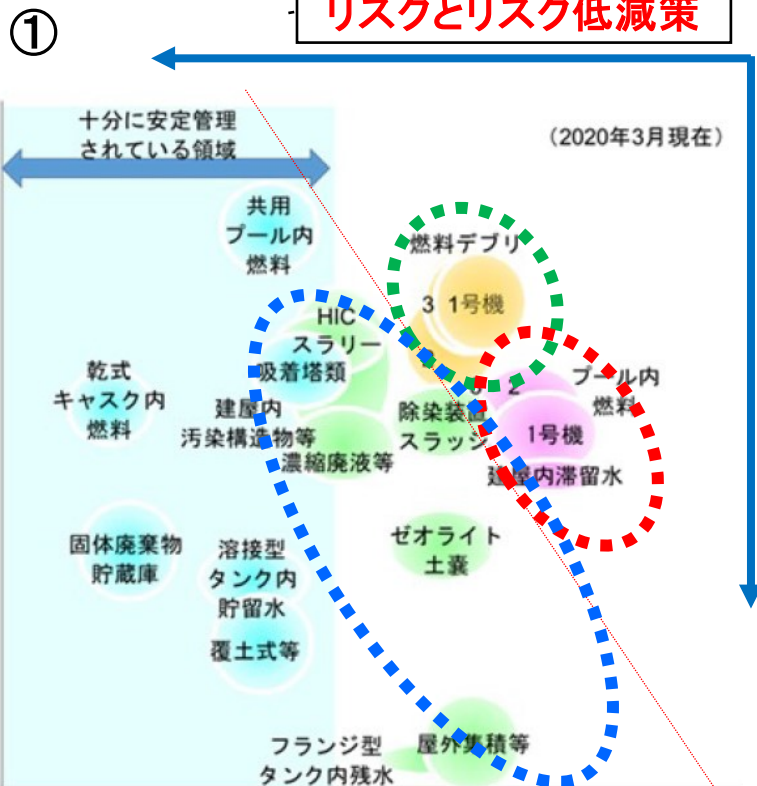 ①
リスクとリスク低減策
十分に安定管理
されている領域
（2020年3月現在）
共用
プール内
燃料
燃料デブリ
3 1号機
HIC
スラリー
吸着塔類
乾式
キャスク内
燃料
建屋内
汚染構造物等
濃縮廃液等
除染装置
スラッジ
2
プール内
燃料
1号機
建屋内滞留水
固体廃棄物
貯蔵庫
溶接型
タンク内
貯留水
覆土式等
ゼオライト
土嚢
フランジ型
タンク内残水
屋外集積等